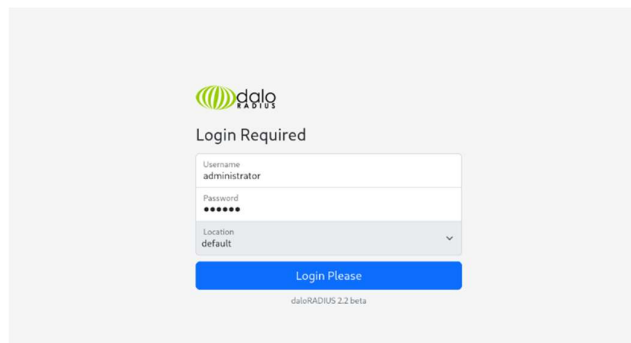 dalo
RADIUS
Login Required
Username
administrator
Password
●●●●●●
Location
default
Login Please
daloRADIUS 2.2 beta